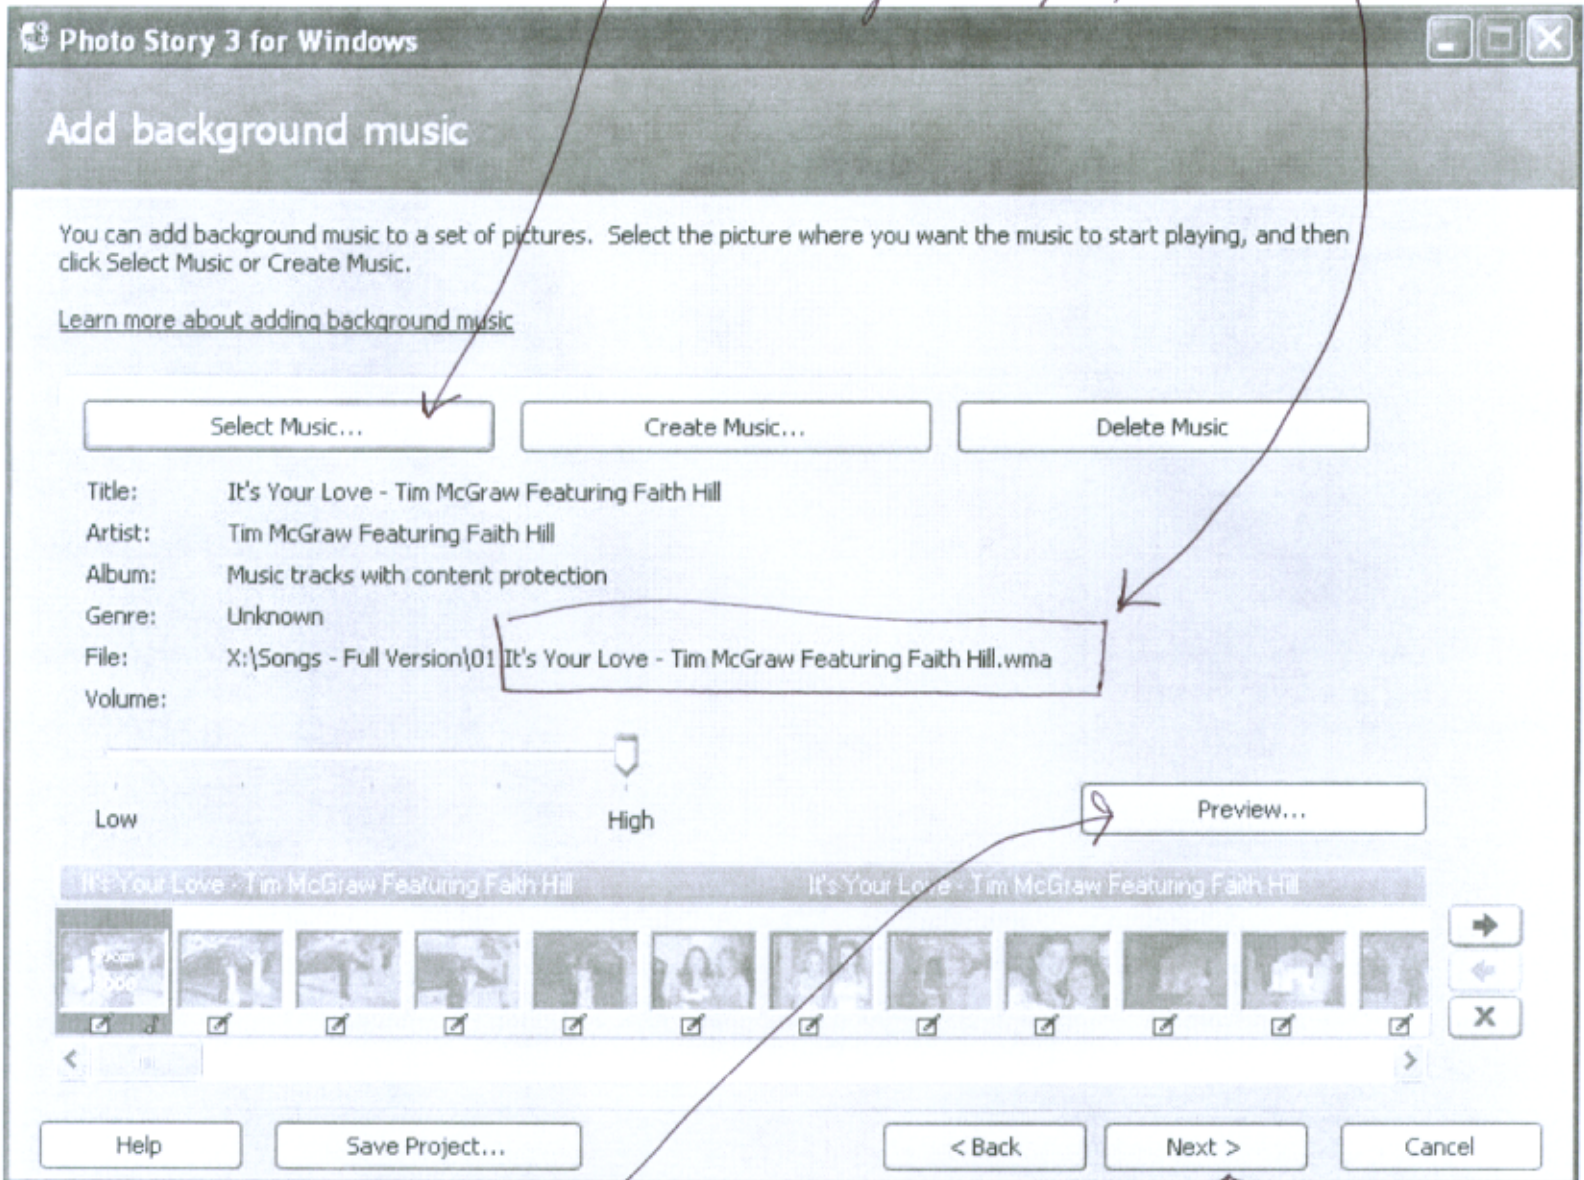 Photo Story 3 for Windows
Add background music
You can add background music to a set of pictures. Select the picture where you want the music to start playing, and then
click Select Music or Create Music.
Learn more about adding background music
Select Music... Create Music... Delete Music
Title: It's Your Love - Tim McGraw Featuring Faith Hill
Artist: Tim McGraw Featuring Faith Hill
Album: Music tracks with content protection
Genre: Unknown
File: X:\Songs - Full Version\01 It's Your Love - Tim McGraw Featuring Faith Hill.wma
Volume:
Low High Preview...
It's Your Love - Tim McGraw Featuring Faith Hill It's Your Love - Tim McGraw Featuring Faith Hill
Help Save Project... < Back Next > Cancel